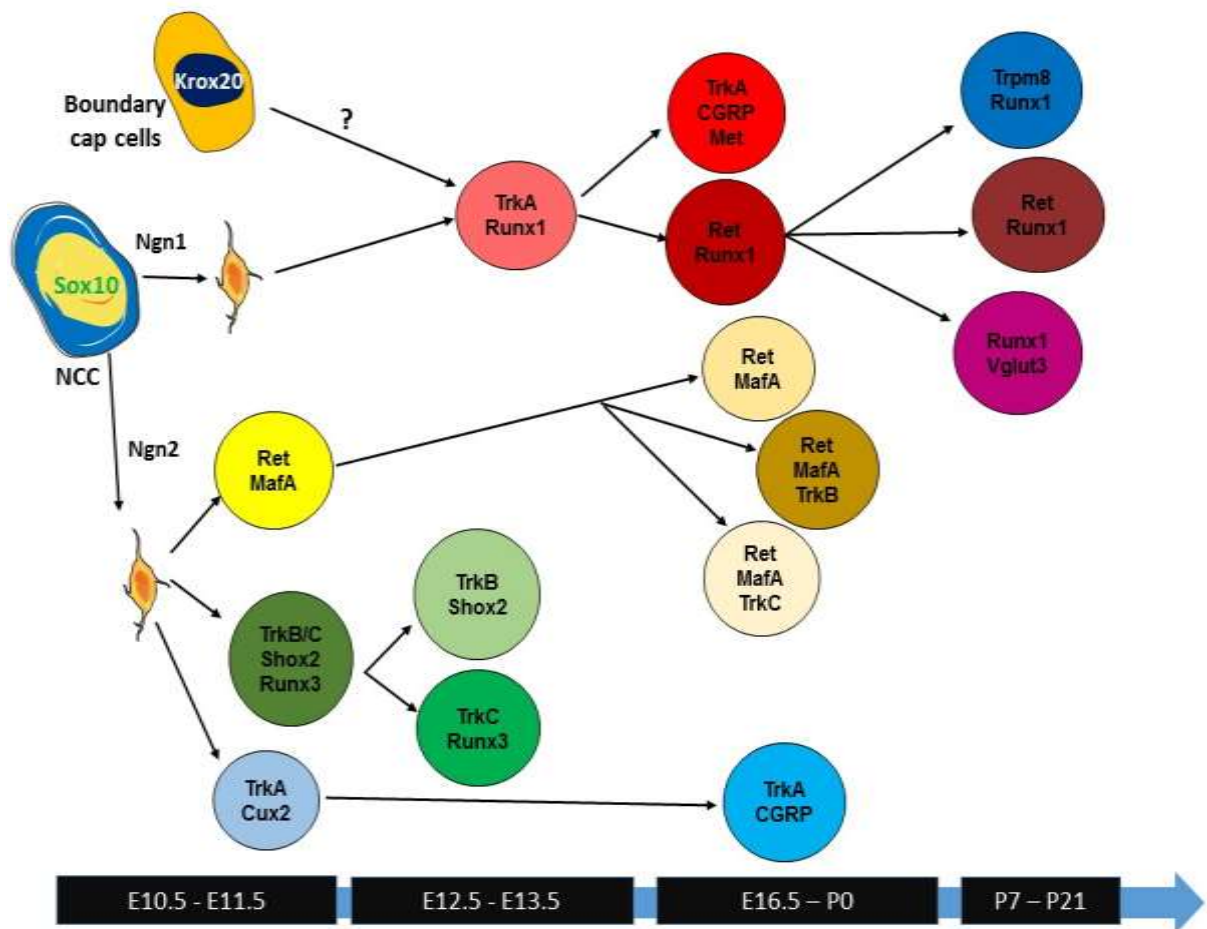 Krox20
Boundary
cap cells
?
TrkA
CGRP
Met
Trpm8
Runx1
TrkA
Runx1
Ret
Runx1
Ret
Runx1
Ngn1
Sox10
NCC
Runx1
Vglut3
Ret
MafA
Ngn2
Ret
MafA
Ret
MafA
TrkB
Ret
MafA
TrkC
TrkB
Shox2
TrkB/C
Shox2
Runx3
TrkC
Runx3
TrkA
Cux2
TrkA
CGRP
E10.5 - E11.5
E12.5 - E13.5
E16.5 – P0
P7 – P21